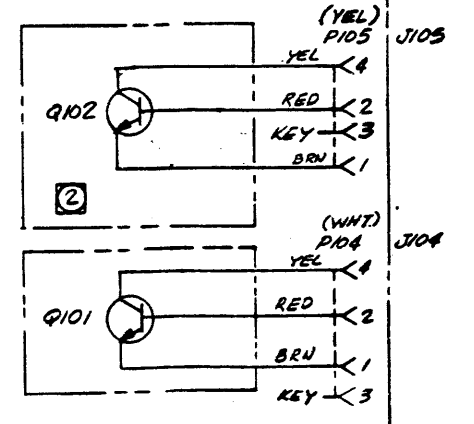 (YEL)
P105 J105
YEL 4
Q102
RED 2
KEY 3
BRN 1
2
(WHT)
P104 J104
YEL 4
Q101
RED 2
BRN 1
KEY 3